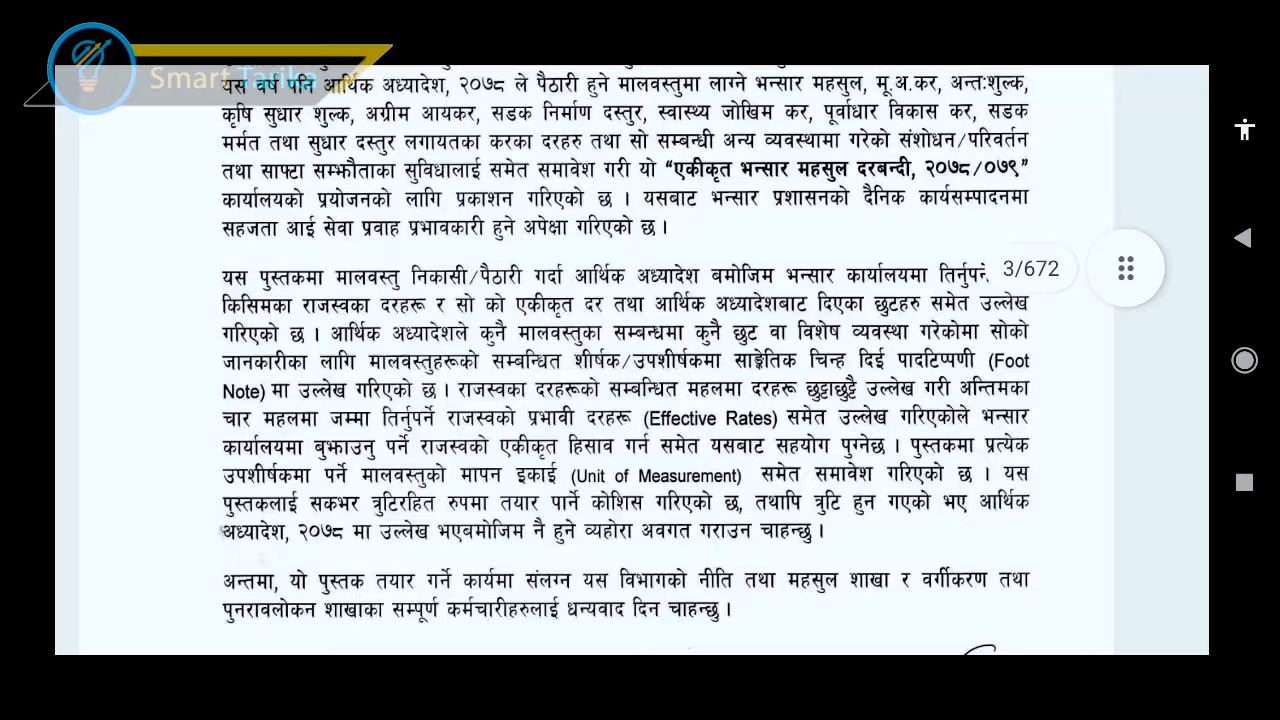 Smart Tarika
यस वर्ष पनि आर्थिक अध्यादेश, २०७८ ले पैठारी हुने मालवस्तुमा लाग्ने भन्सार महसुल, मू.अ.कर, अन्तःशुल्क,
कृषि सुधार शुल्क, अग्रीम आयकर, सडक निर्माण दस्तुर, स्वास्थ्य जोखिम कर, पूर्वाधार विकास कर, सडक
मर्मत तथा सुधार दस्तुर लगायतका करका दरहरु तथा सो सम्बन्धी अन्य व्यवस्थामा गरेको संशोधन/परिवर्तन
तथा साफ्टा सम्झौताका सुविधालाई समेत समावेश गरी यो “एकीकृत भन्सार महसुल दरबन्दी, २०७८/०७९”
कार्यालयको प्रयोजनको लागि प्रकाशन गरिएको छ । यसबाट भन्सार प्रशासनको दैनिक कार्यसम्पादनमा
सहजता आई सेवा प्रवाह प्रभावकारी हुने अपेक्षा गरिएको छ ।
यस पुस्तकमा मालवस्तु निकासी/पैठारी गर्दा आर्थिक अध्यादेश बमोजिम भन्सार कार्यालयमा
3/672
किसिमका राजस्वका दरहरू र सो को एकीकृत दर तथा आर्थिक अध्यादेशबाट दिएका छुटहरु समेत उल्लेख
गरिएको छ । आर्थिक अध्यादेशले कुनै मालवस्तुका सम्बन्धमा कुनै छुट वा विशेष व्यवस्था गरेकोमा सोको
जानकारीका लागि मालवस्तुहरूको सम्बन्धित शीर्षक/उपशीर्षकमा साङ्केतिक चिन्ह दिई पादटिप्पणी (Foot
Note) मा उल्लेख गरिएको छ । राजस्वका दरहरूको सम्बन्धित महलमा दरहरू छुट्टाछुट्टै उल्लेख गरी अन्तिमका
चार महलमा जम्मा तिर्नुपर्ने राजस्वको प्रभावी दरहरू (Effective Rates) समेत उल्लेख गरिएकोले भन्सार
कार्यालयमा बुझाउनु पर्ने राजस्वको एकीकृत हिसाव गर्न समेत यसबाट सहयोग पुग्नेछ । पुस्तकमा प्रत्येक
उपशीर्षकमा पर्ने मालवस्तुको मापन इकाई (Unit of Measurement) समेत समावेश गरिएको छ । यस
पुस्तकलाई सकभर त्रुटिरहित रुपमा तयार पार्ने कोशिस गरिएको छ, तथापि त्रुटि हुन गएको भए आर्थिक
अध्यादेश, २०७८ मा उल्लेख भएबमोजिम नै हुने व्यहोरा अवगत गराउन चाहन्छु ।
अन्तमा, यो पुस्तक तयार गर्ने कार्यमा संलग्न यस विभागको नीति तथा महसुल शाखा र वर्गीकरण तथा
पुनरावलोकन शाखाका सम्पूर्ण कर्मचारीहरुलाई धन्यवाद दिन चाहन्छु ।